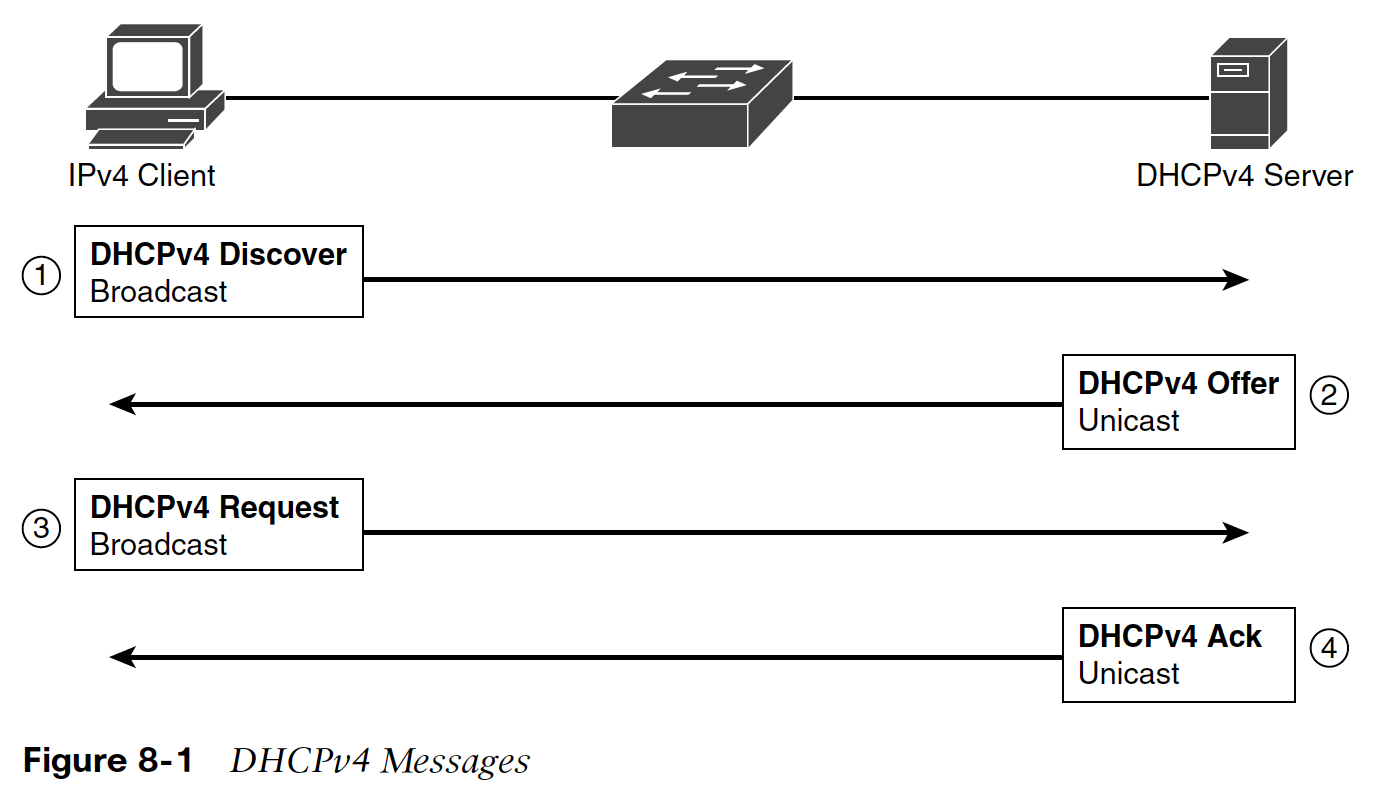 IPv4 Client
DHCPv4 Server
1
DHCPv4 Discover
Broadcast
DHCPv4 Offer
Unicast
2
3
DHCPv4 Request
Broadcast
DHCPv4 Ack
Unicast
4
Figure 8-1 DHCPv4 Messages